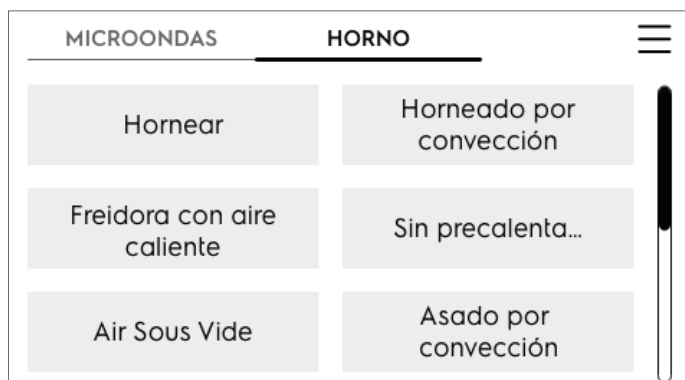 MICROONDAS HORNO
Hornear
Horneado por
convección
Freidora con aire
caliente
Sin precalenta...
Air Sous Vide
Asado por
convección